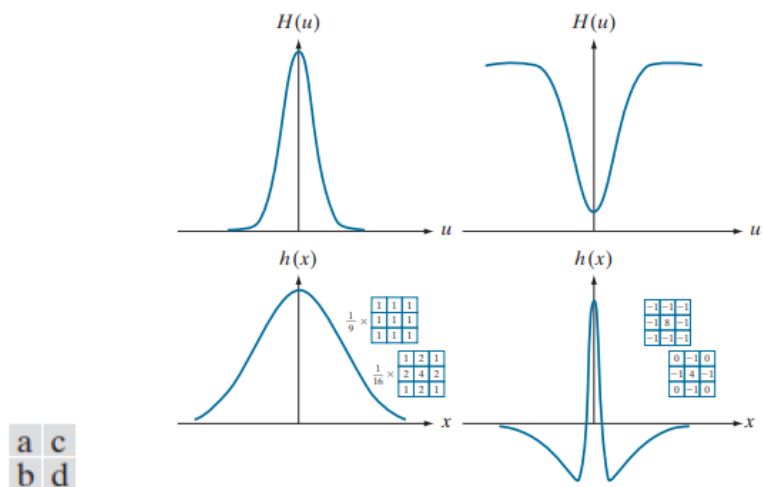 H(u)
H(u)
u
u
h(x)
h(x)
1/9 ×
1 1 1
1 1 1
1 1 1
1/16 ×
1 2 1
2 4 2
1 2 1
-1 -1 -1
-1 8 -1
-1 -1 -1
0 -1 0
-1 4 -1
0 -1 0
x
x
a c
b d